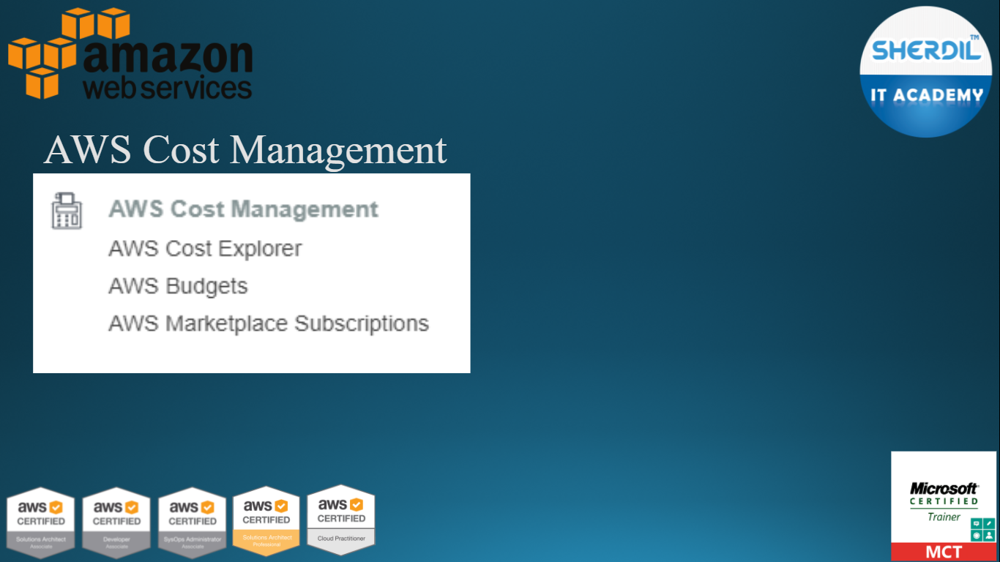 amazon
web services
SHERDIL™
IT ACADEMY
AWS Cost Management
AWS Cost Management
AWS Cost Explorer
AWS Budgets
AWS Marketplace Subscriptions
aws
CERTIFIED
Solutions Architect
Associate
aws
CERTIFIED
Developer
Associate
aws
CERTIFIED
SysOps Administrator
Associate
aws
CERTIFIED
Solutions Architect
Professional
aws
CERTIFIED
Cloud Practitioner
Microsoft
CERTIFIED
Trainer
MCT